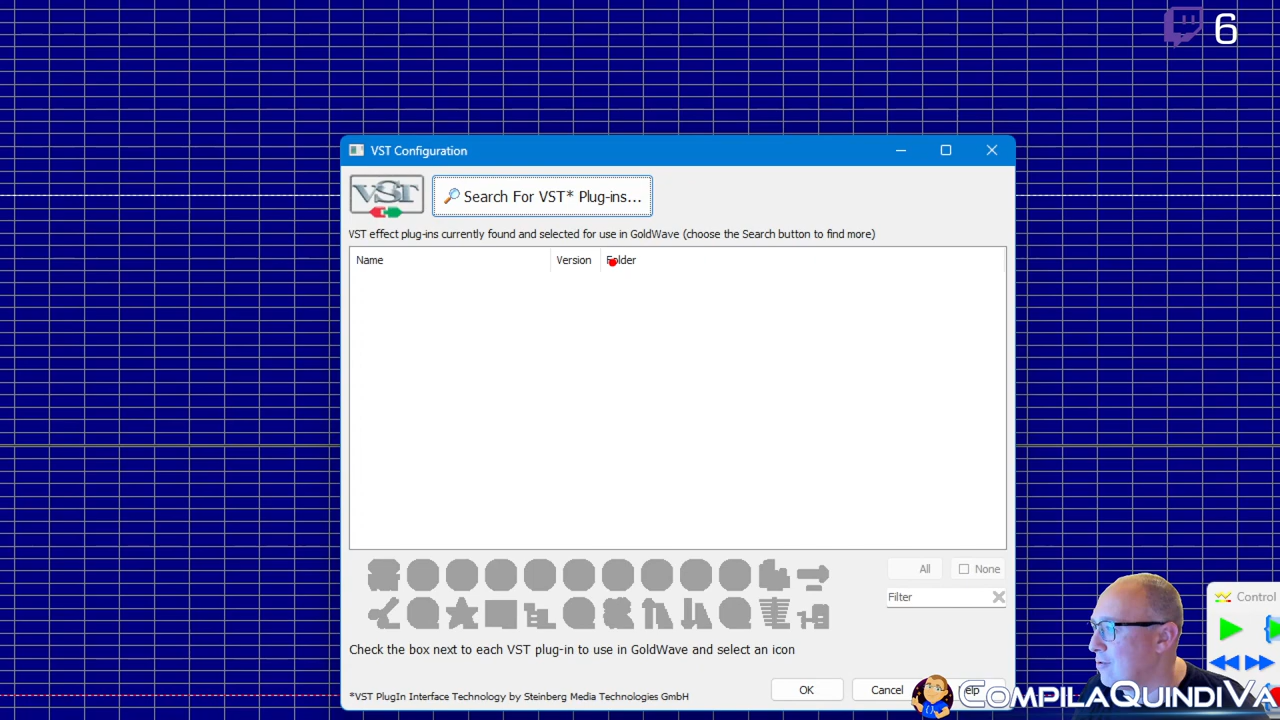 6
VST Configuration
VST
Search For VST* Plug-ins...
VST effect plug-ins currently found and selected for use in GoldWave (choose the Search button to find more)
Name Version Folder
All None
Filter
Check the box next to each VST plug-in to use in GoldWave and select an icon
Control
*VST PlugIn Interface Technology by Steinberg Media Technologies GmbH
OK Cancel
CompilaQuindiVa